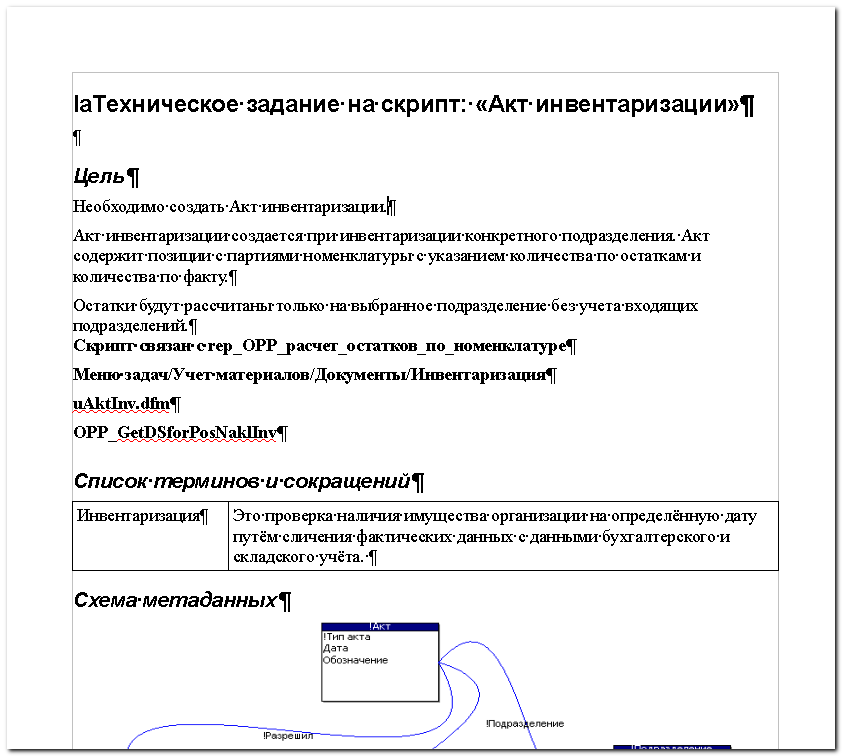 IaТехническое задание на скрипт: «Акт инвентаризации»¶
¶
Цель¶
Необходимо создать Акт инвентаризации.¶
Акт инвентаризации создается при инвентаризации конкретного подразделения. Акт
содержит позиции с партиями номенклатуры с указанием количества по остаткам и
количества по факту.¶
Остатки будут рассчитаны только на выбранное подразделение без учета входящих
подразделений.¶
Скрипт связан с rep_OPP_расчет_остатков_по_номенклатуре¶
Меню задач/Учет материалов/Документы/Инвентаризация¶
uAktInv.dfm¶
OPP_GetDSforPosNaklInv¶
Список терминов и сокращений¶
Инвентаризация¶ Это проверка наличия имущества организации на определённую дату
путём сличения фактических данных с данными бухгалтерского и
складского учёта. ¶
Схема метаданных¶
!Акт
!Тип акта
Дата
Обозначение
!Подразделение
!Разрешил
!Подразделение